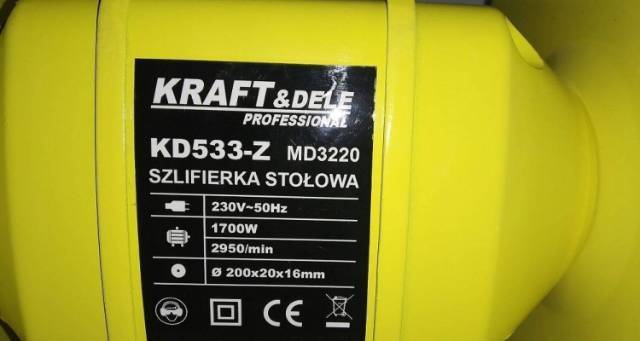 KRAFT&DELE
PROFESSIONAL
KD533-Z MD3220
SZLIFIERKA STOŁOWA
230V~50Hz
1700W
2950/min
Ø 200x20x16mm
CE